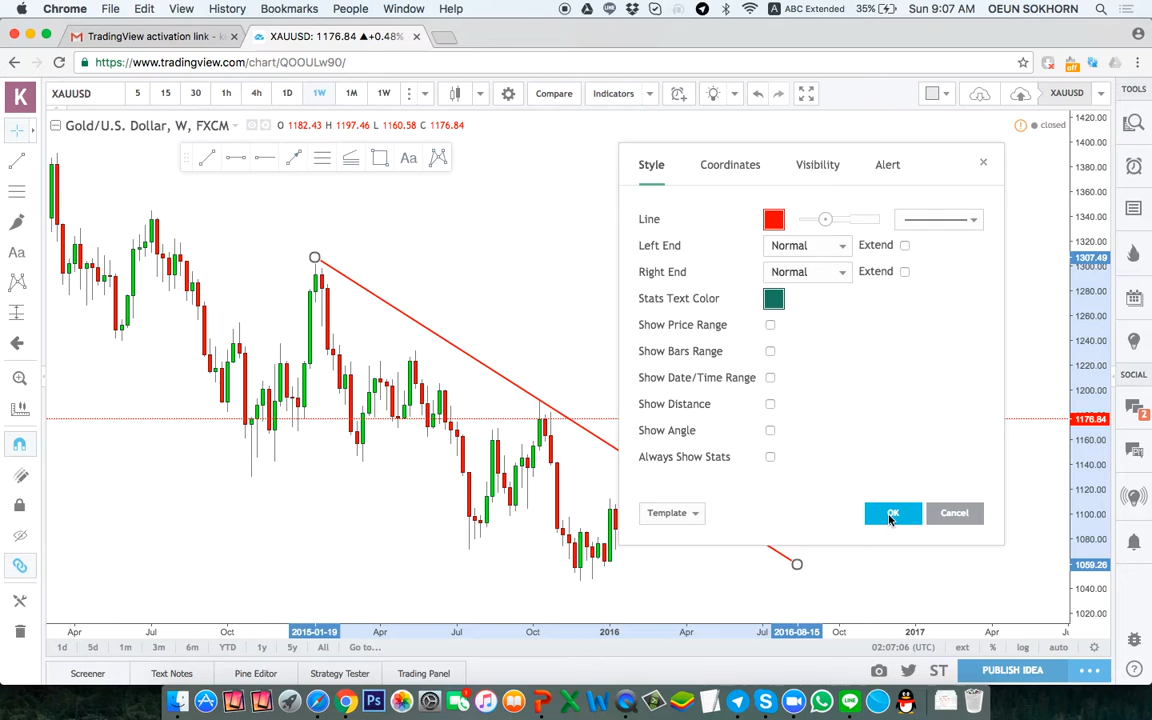 Chrome File Edit View History Bookmarks People Window Help ABC Extended 35% Sun 9:07 AM OEUN SOKHORN
TradingView activation link - k
XAUUSD: 1176.84 ▲+0.48%
https://www.tradingview.com/chart/QOOULw90/
off
K
XAUUSD 5 15 30 1h 4h 1D 1W 1M 1W Compare Indicators XAUUSD TOOLS
Gold/U.S. Dollar, W, FXCM O 1182.43 H 1197.46 L 1160.58 C 1176.84
closed
Aa
Aa
Style Coordinates Visibility Alert
Line
Left End Normal Extend
Right End Normal Extend
Stats Text Color
Show Price Range
Show Bars Range
Show Date/Time Range
Show Distance
Show Angle
Always Show Stats
Template OK Cancel
1420.00
1400.00
1380.00
1360.00
1340.00
1320.00
1307.49
1280.00
1260.00
1240.00
1220.00
1200.00
1176.84
1160.00
1140.00
1120.00
1100.00
1080.00
1059.26
1040.00
1020.00
SOCIAL
2
Apr Jul Oct 2015-01-19 Apr Jul Oct 2016 Apr Jul 2016-08-15 Oct 2017 Apr
1d 5d 1m 3m 6m YTD 1y 5y All Go to... 02:07:06 (UTC) ext % log auto
Screener Text Notes Pine Editor Strategy Tester Trading Panel ST PUBLISH IDEA